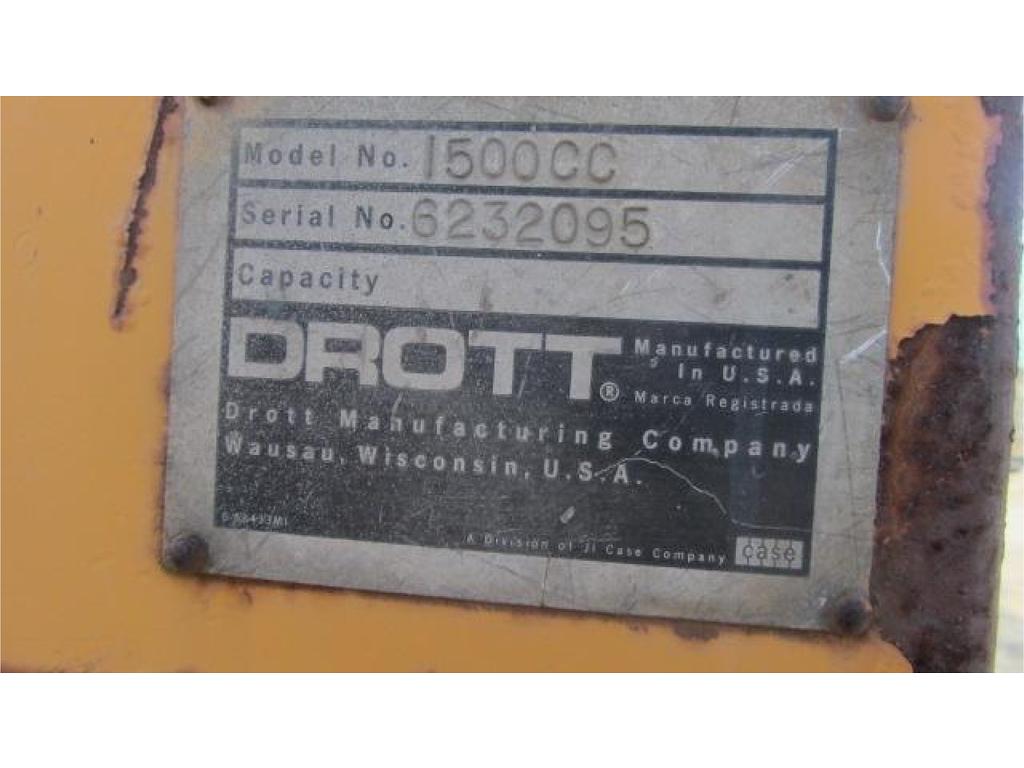 Model No. 1500CC
Serial No. 6232095
Capacity
DROTT®
Manufactured
In U.S.A.
Marca Registrada
Drott Manufacturing Company
Wausau, Wisconsin, U.S.A.
A Division of JI Case Company
case